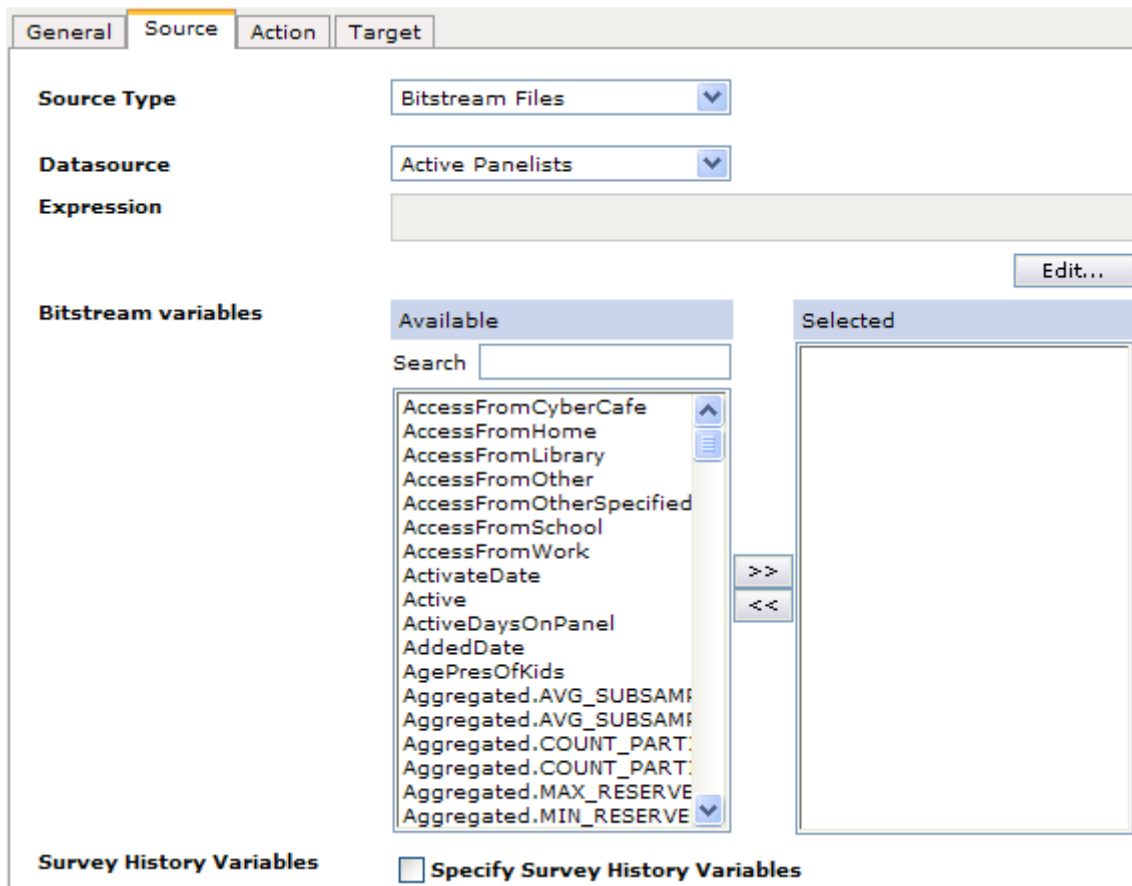 General Source Action Target
Source Type Bitstream Files
Datasource Active Panelists
Expression
Edit...
Bitstream variables Available Selected
Search
AccessFromCyberCafe
AccessFromHome
AccessFromLibrary
AccessFromOther
AccessFromOtherSpecified
AccessFromSchool
AccessFromWork
>>
ActivateDate
Active
<<
ActiveDaysOnPanel
AddedDate
AgePresOfKids
Aggregated.AVG_SUBSAMP
Aggregated.AVG_SUBSAMP
Aggregated.COUNT_PARTI
Aggregated.COUNT_PARTI
Aggregated.MAX_RESERVE
Aggregated.MIN_RESERVE
Survey History Variables Specify Survey History Variables